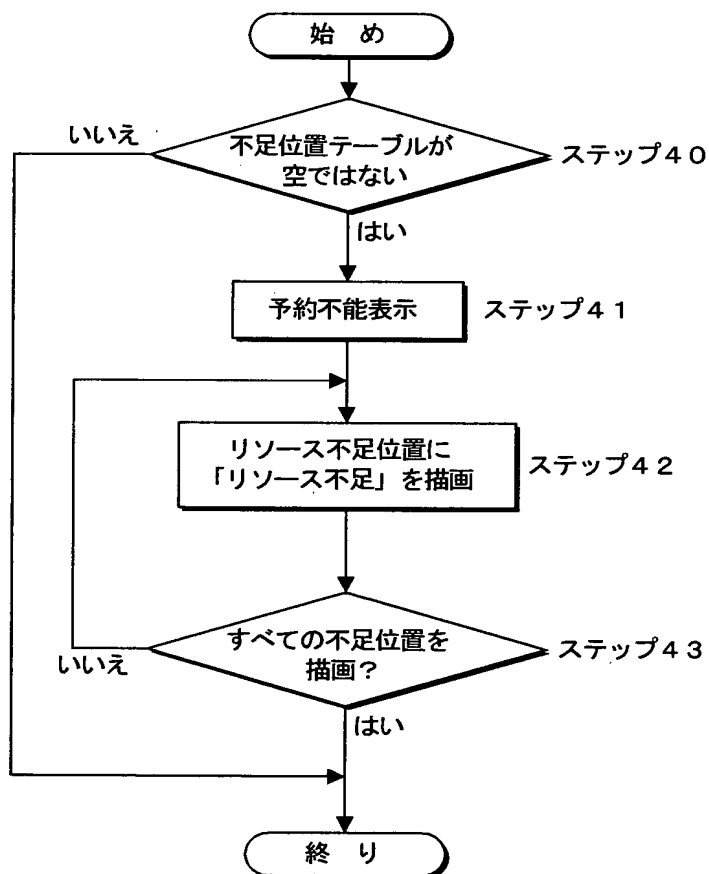 始 め
いいえ
不足位置テーブルが
空ではない
ステップ40
はい
予約不能表示
ステップ41
リソース不足位置に
「リソース不足」を描画
ステップ42
すべての不足位置を
描画?
ステップ43
いいえ
はい
終 り